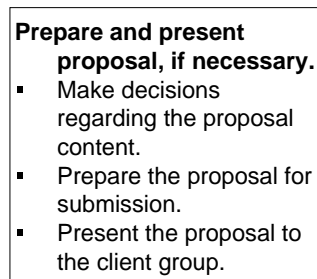 Prepare and present
proposal, if necessary.
▪ Make decisions
regarding the proposal
content.
▪ Prepare the proposal for
submission.
▪ Present the proposal to
the client group.